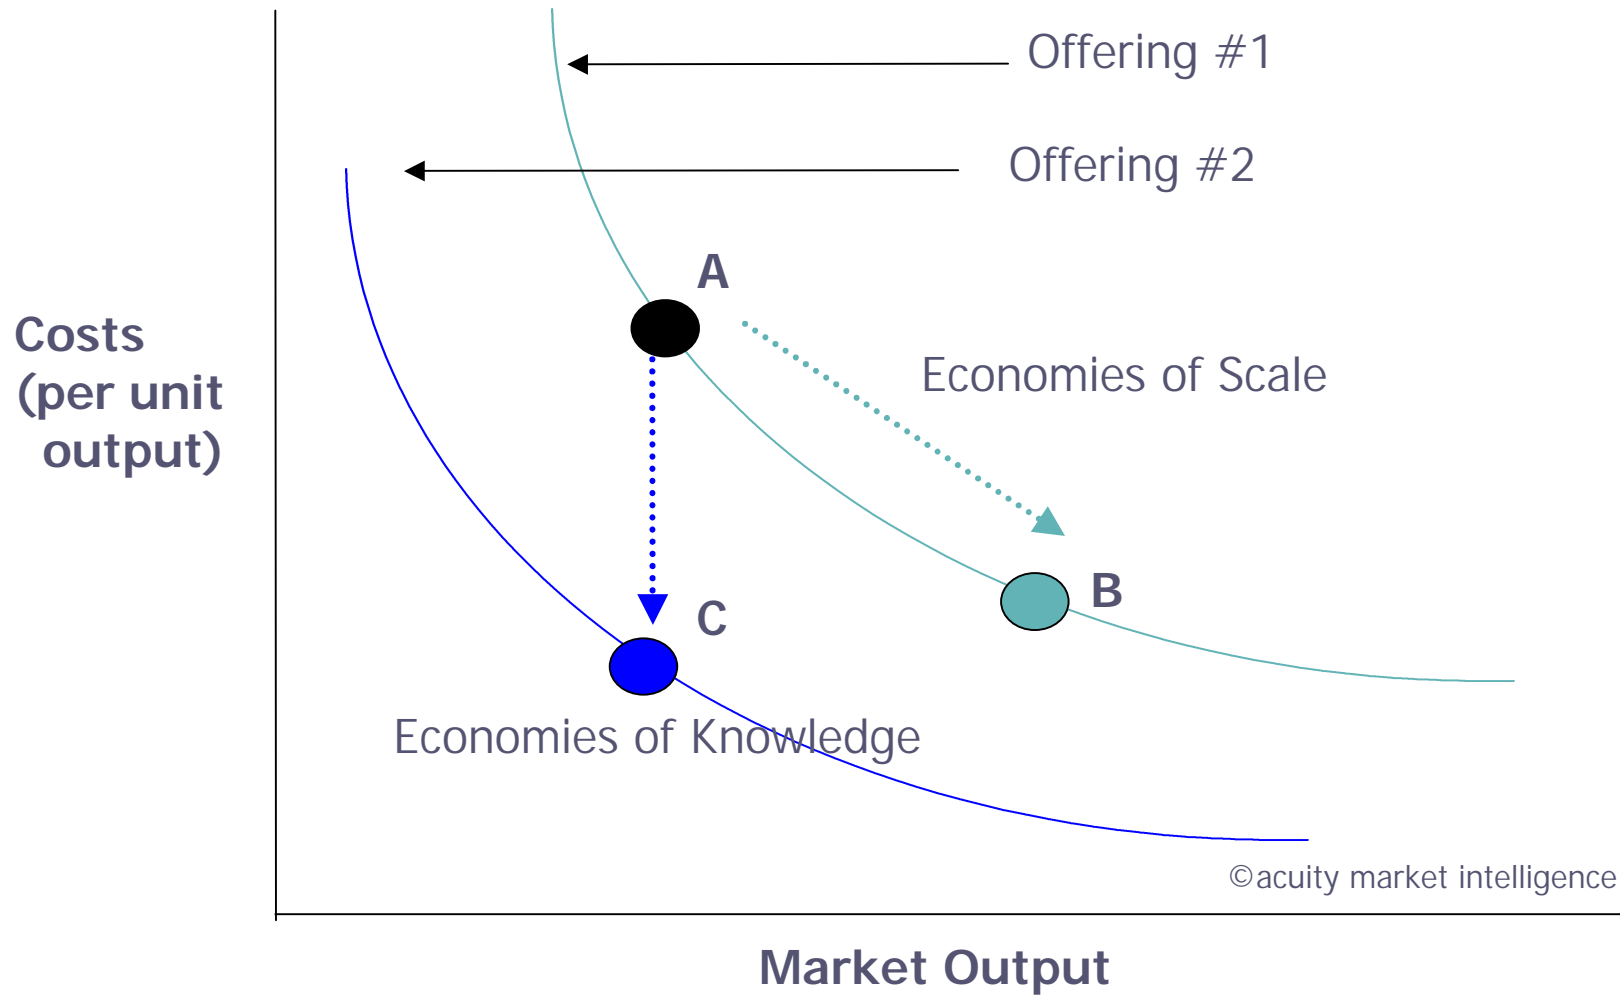 Offering #1
Offering #2
A
Costs
(per unit
output)
Economies of Scale
B
C
Economies of Knowledge
©acuity market intelligence
Market Output